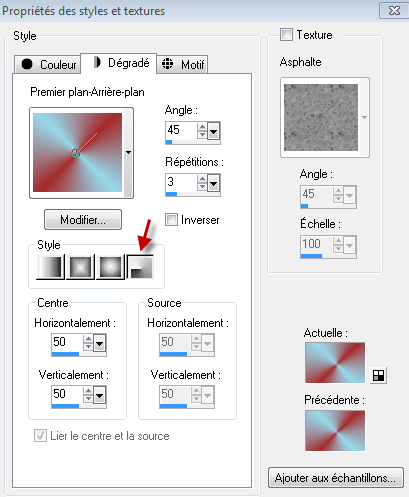 Propriétés des styles et textures
Style
Couleur
Dégradé
Motif
Premier plan-Arrière-plan
Angle :
45
Répétitions :
3
Modifier...
Inverser
Style
Centre
Horizontalement :
50
Verticalement :
50
Source
Horizontalement :
50
Verticalement :
50
Lier le centre et la source
Texture
Asphalte
Angle :
45
Échelle :
100
Actuelle :
Précédente :
Ajouter aux échantillons...